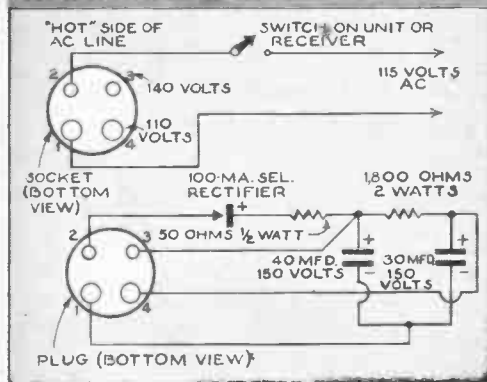 "HOT" SIDE OF
AC LINE
SWITCH ON UNIT OR
RECEIVER
2
3
140 VOLTS
115 VOLTS
AC
110
VOLTS
1
4
SOCKET
(BOTTOM
VIEW)
100-MA. SEL.
RECTIFIER
+
1,800 OHMS
2 WATTS
2
3
50 OHMS 1/2 WATT
+
+
40 MFD.
150 VOLTS
-
30 MFD.
150
VOLTS
-
1
4
PLUG (BOTTOM VIEW)